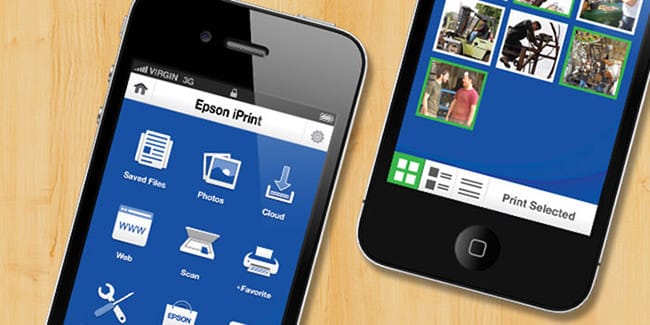 VIRGIN 3G
Epson iPrint
Saved Files
Photos
Cloud
WWW
Web
Scan
+Favorite
EPSON
Print Selected